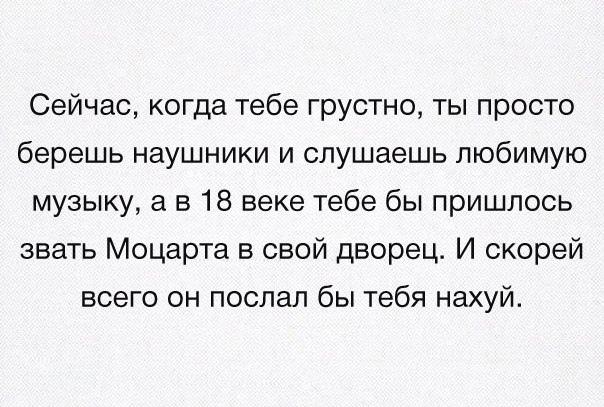 Сейчас, когда тебе грустно, ты просто
берешь наушники и слушаешь любимую
музыку, а в 18 веке тебе бы пришлось
звать Моцарта в свой дворец. И скорей
всего он послал бы тебя нахуй.